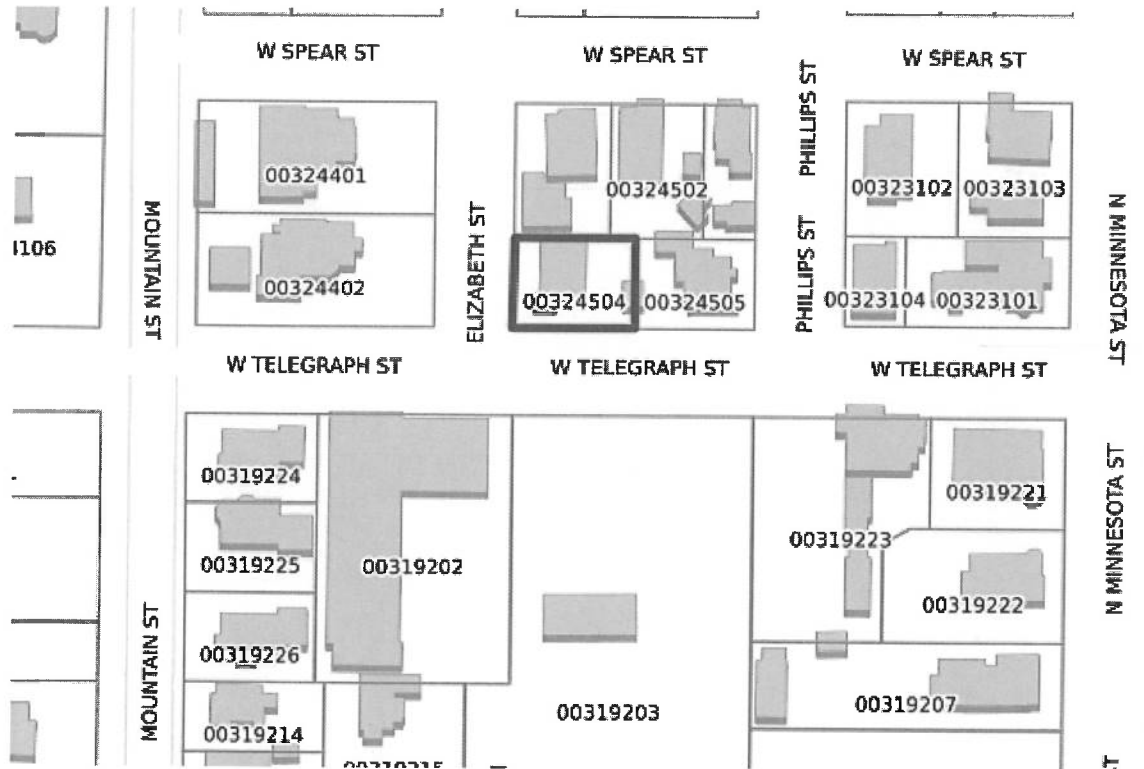 W SPEAR ST
W SPEAR ST
W SPEAR ST
PHILLIPS ST
00324401
00324502
00323102
00323103
MOUNTAIN ST
ELIZABETH ST
PHILLIPS ST
N MINNESOTA ST
4106
00324402
00324504
00324505
00323104
00323101
W TELEGRAPH ST
W TELEGRAPH ST
W TELEGRAPH ST
00319224
00319221
N MINNESOTA ST
00319225
00319202
00319223
00319222
MOUNTAIN ST
00319226
00319203
00319207
00319214
00319215